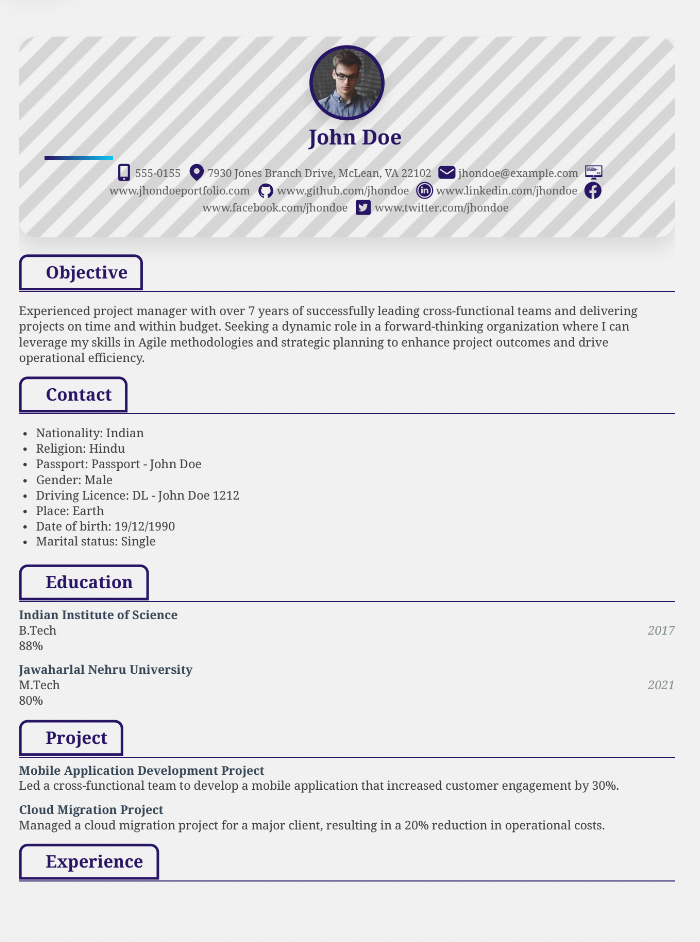 John Doe
555-0155 7930 Jones Branch Drive, McLean, VA 22102 jhondoe@example.com
www.jhondoeportfolio.com www.github.com/jhondoe www.linkedin.com/jhondoe
www.facebook.com/jhondoe www.twitter.com/jhondoe
Objective
Experienced project manager with over 7 years of successfully leading cross-functional teams and delivering
projects on time and within budget. Seeking a dynamic role in a forward-thinking organization where I can
leverage my skills in Agile methodologies and strategic planning to enhance project outcomes and drive
operational efficiency.
Contact
• Nationality: Indian
• Religion: Hindu
• Passport: Passport - John Doe
• Gender: Male
• Driving Licence: DL - John Doe 1212
• Place: Earth
• Date of birth: 19/12/1990
• Marital status: Single
Education
Indian Institute of Science
B.Tech 2017
88%
Jawaharlal Nehru University
M.Tech 2021
80%
Project
Mobile Application Development Project
Led a cross-functional team to develop a mobile application that increased customer engagement by 30%.
Cloud Migration Project
Managed a cloud migration project for a major client, resulting in a 20% reduction in operational costs.
Experience